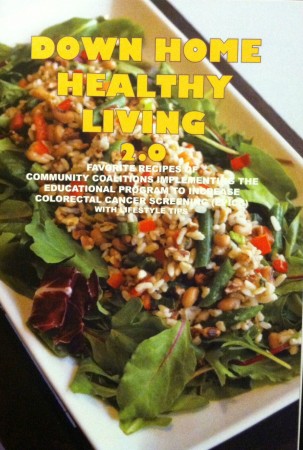 DOWN HOME
HEALTHY
LIVING
2.0
FAVORITE RECIPES OF
COMMUNITY COALITIONS IMPLEMENTING THE
EDUCATIONAL PROGRAM TO INCREASE
COLORECTAL CANCER SCREENING (EPICS)
WITH LIFESTYLE TIPS